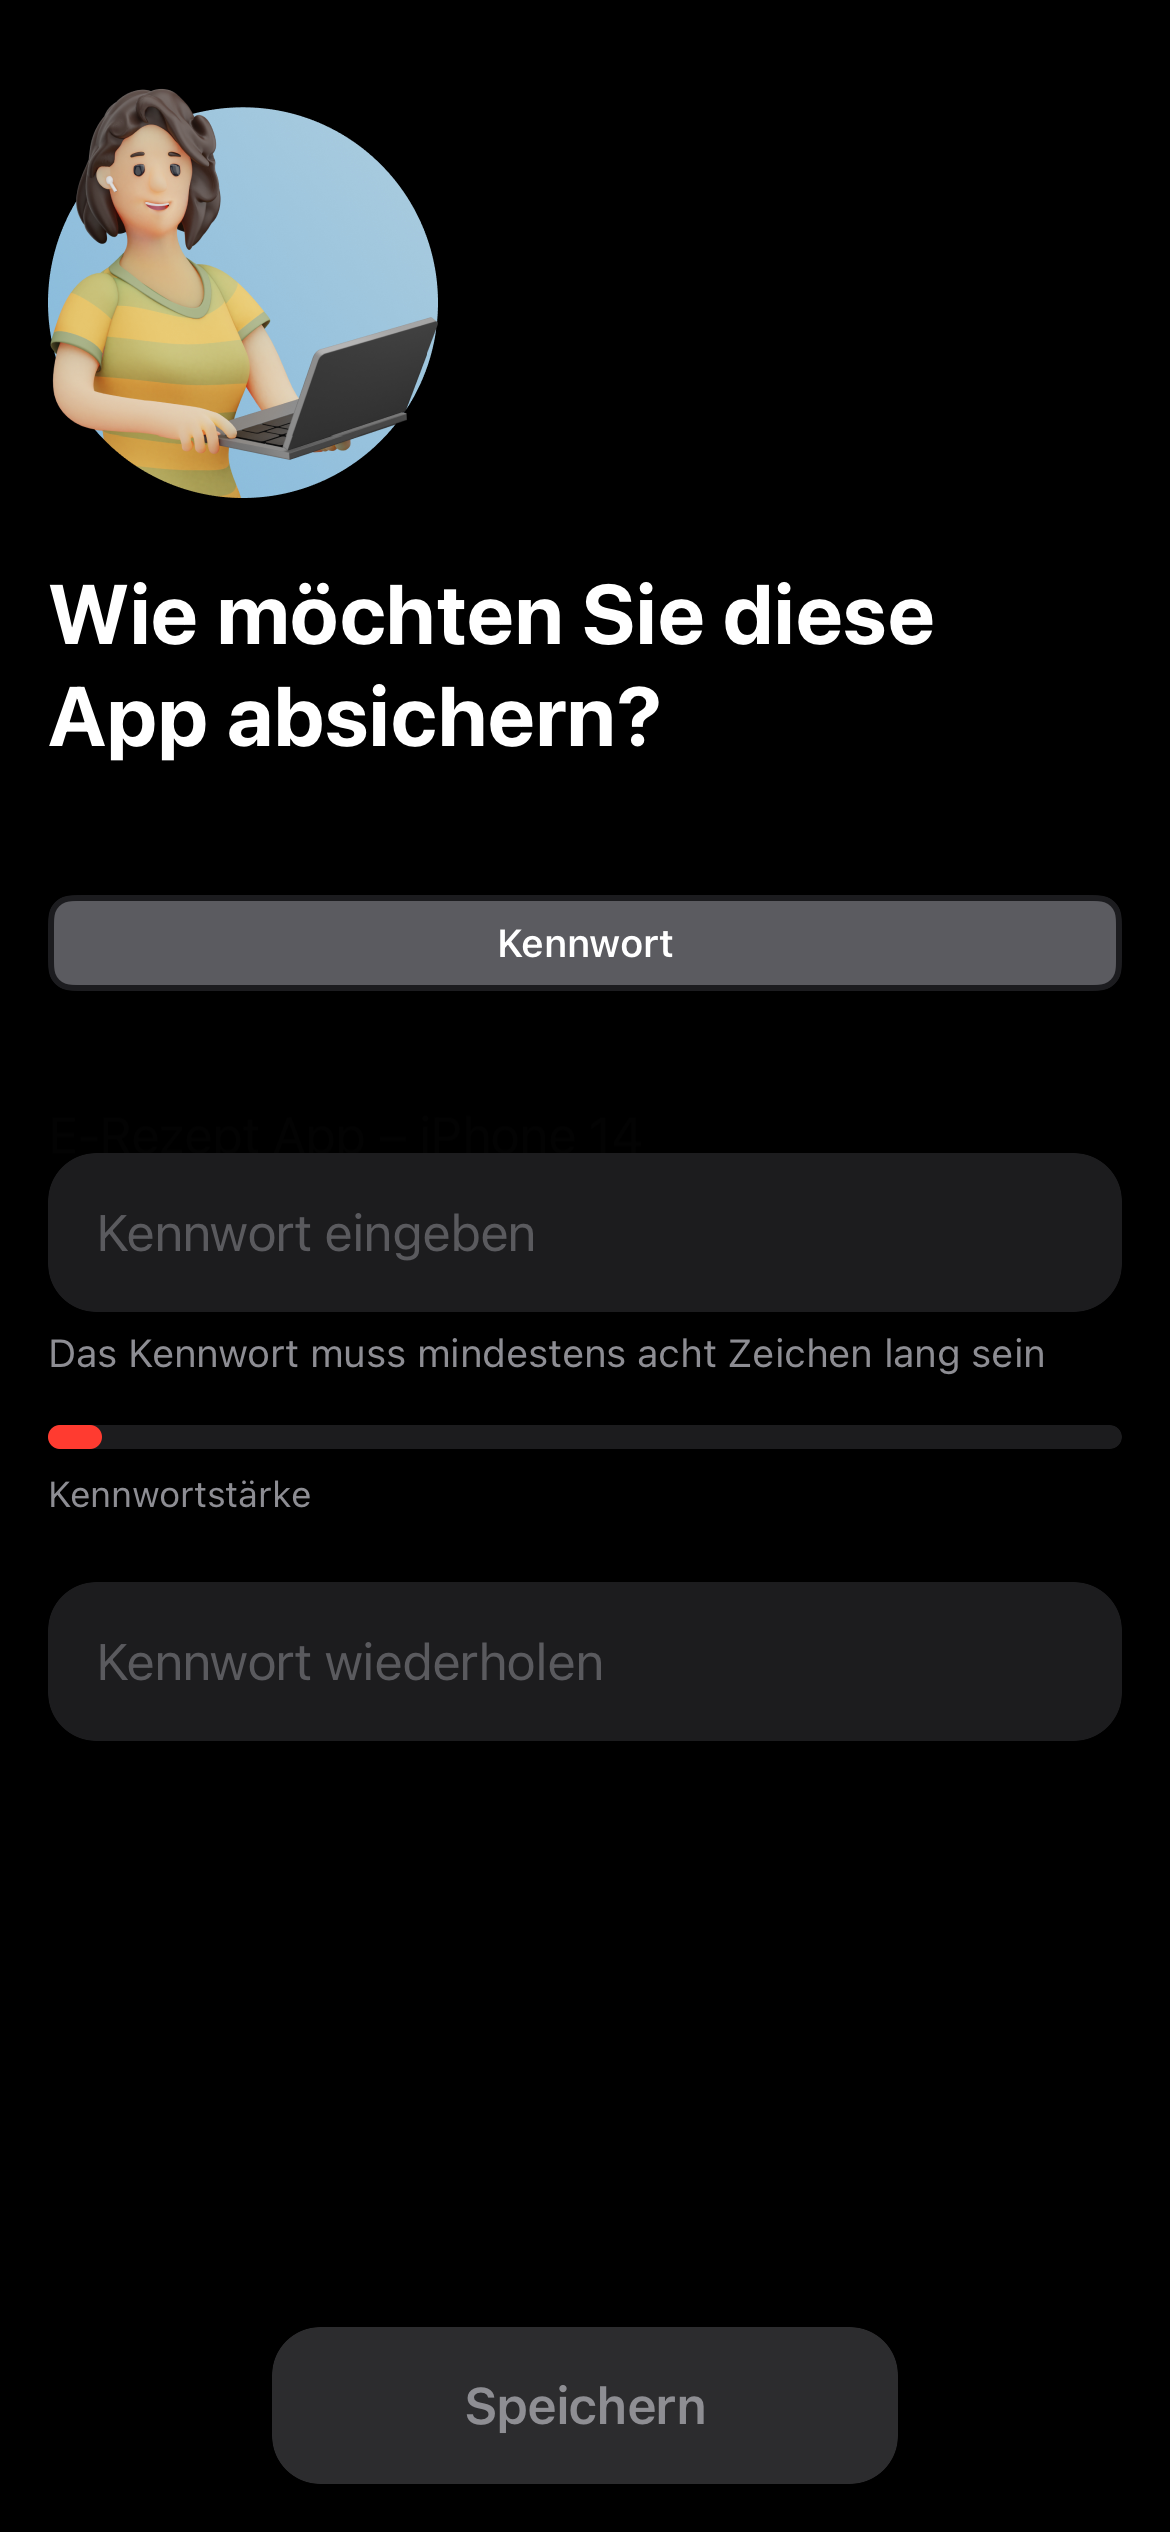 Wie möchten Sie diese
App absichern?
Kennwort
E-Rezept App – iPhone 14
Kennwort eingeben
Das Kennwort muss mindestens acht Zeichen lang sein
Kennwortstärke
Kennwort wiederholen
Speichern